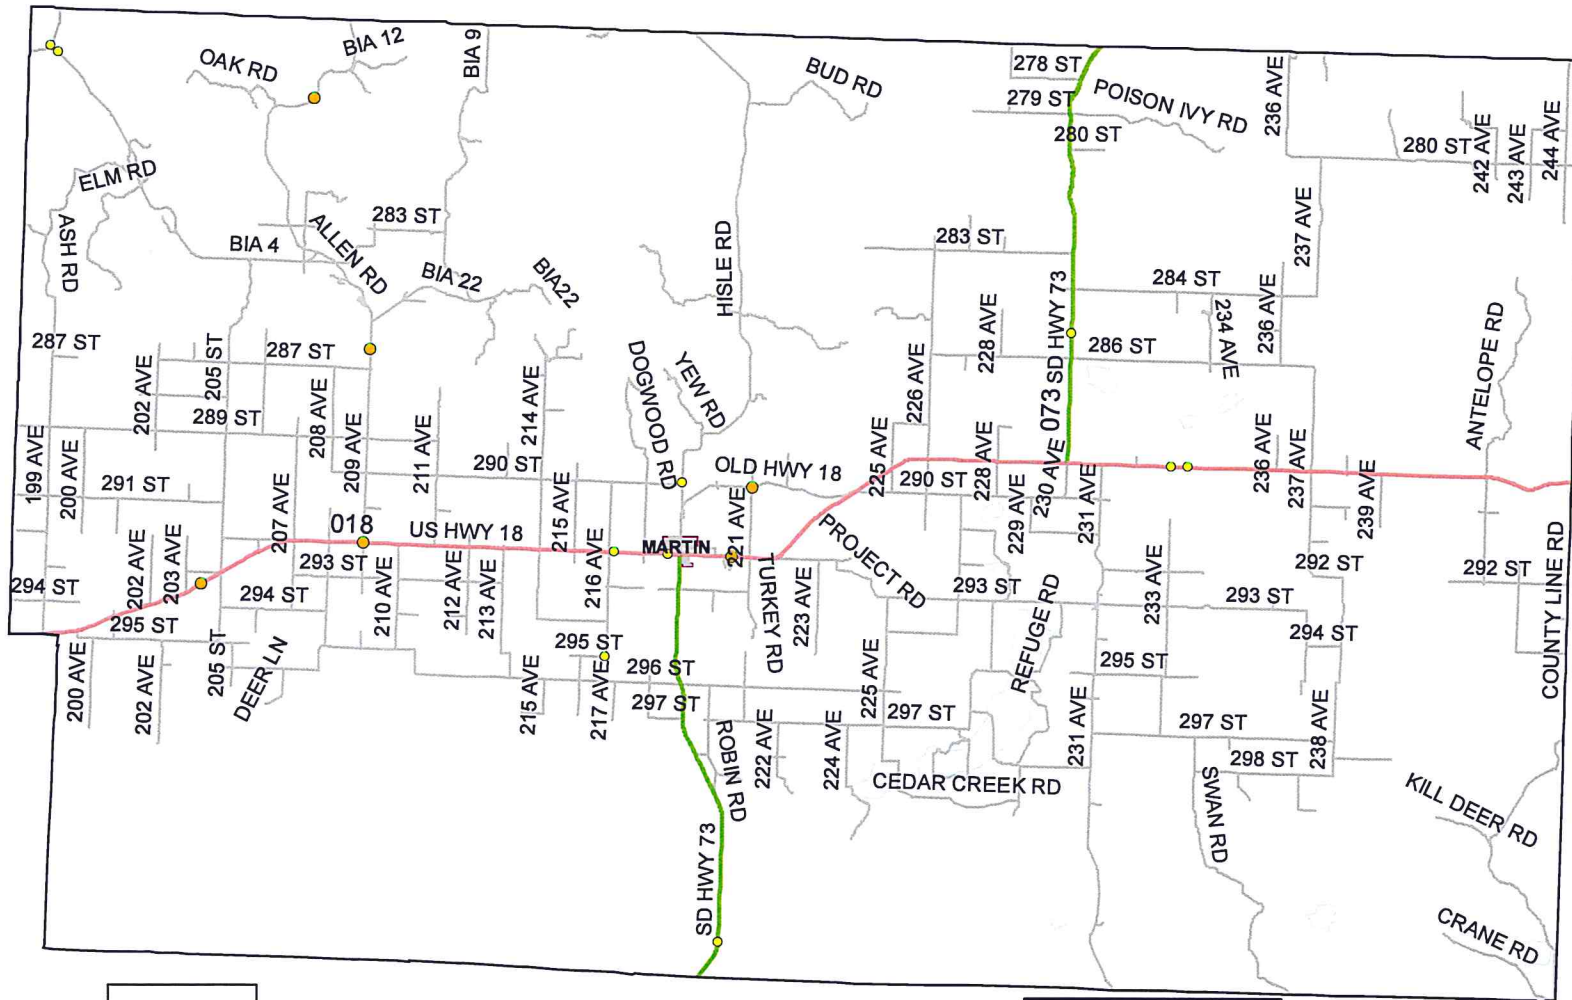 OAK RD
BIA 12
BIA 9
BUD RD
278 ST
279 ST
POISON IVY RD
280 ST
236 AVE
280 ST
242 AVE
243 AVE
244 AVE
ELM RD
ASH RD
283 ST
ALLEN RD
BIA 4
BIA 22
BIA22
HISLE RD
283 ST
237 AVE
284 ST
073 SD HWY 73
234 AVE
236 AVE
287 ST
287 ST
205 ST
202 AVE
228 AVE
286 ST
226 AVE
ANTELOPE RD
DOGWOOD RD
YEW RD
214 AVE
289 ST
208 AVE
209 AVE
211 AVE
199 AVE
200 AVE
290 ST
291 ST
OLD HWY 18
225 AVE
290 ST
228 AVE
230 AVE
229 AVE
231 AVE
236 AVE
237 AVE
239 AVE
207 AVE
018
US HWY 18
215 AVE
MARTIN
221 AVE
PROJECT RD
202 AVE
203 AVE
293 ST
210 AVE
212 AVE
213 AVE
216 AVE
TURKEY RD
223 AVE
293 ST
REFUGE RD
233 AVE
293 ST
292 ST
292 ST
COUNTY LINE RD
294 ST
294 ST
295 ST
294 ST
200 AVE
202 AVE
205 ST
DEER LN
295 ST
296 ST
215 AVE
217 AVE
297 ST
225 AVE
297 ST
295 ST
231 AVE
297 ST
238 AVE
298 ST
ROBIN RD
222 AVE
224 AVE
CEDAR CREEK RD
SWAN RD
KILL DEER RD
SD HWY 73
CRANE RD